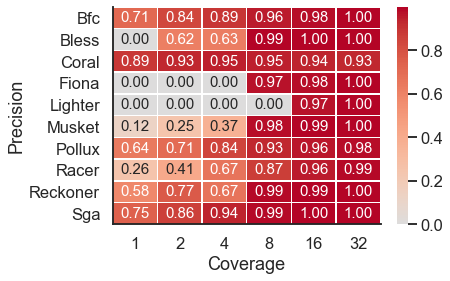 Bfc 0.71 0.84 0.89 0.96 0.98 1.00
Bless 0.00 0.62 0.63 0.99 1.00 1.00
Coral 0.89 0.93 0.95 0.95 0.94 0.93
Fiona 0.00 0.00 0.00 0.97 0.98 1.00
Lighter 0.00 0.00 0.00 0.00 0.97 1.00
Musket 0.12 0.25 0.37 0.98 0.99 1.00
Pollux 0.64 0.71 0.84 0.93 0.96 0.98
Racer 0.26 0.41 0.67 0.87 0.96 0.99
Reckoner 0.58 0.77 0.67 0.99 0.99 1.00
Sga 0.75 0.86 0.94 0.99 1.00 1.00
1 2 4 8 16 32
Coverage
Precision
0.8
0.6
0.4
0.2
0.0